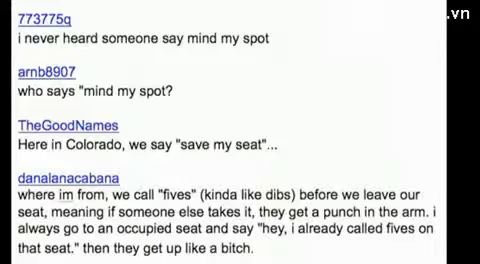 .vn
773775q
i never heard someone say mind my spot
arnb8907
who says "mind my spot?
TheGoodNames
Here in Colorado, we say "save my seat"...
danalanacabana
where im from, we call "fives" (kinda like dibs) before we leave our
seat, meaning if someone else takes it, they get a punch in the arm. i
always go to an occupied seat and say "hey, i already called fives on
that seat." then they get up like a bitch.